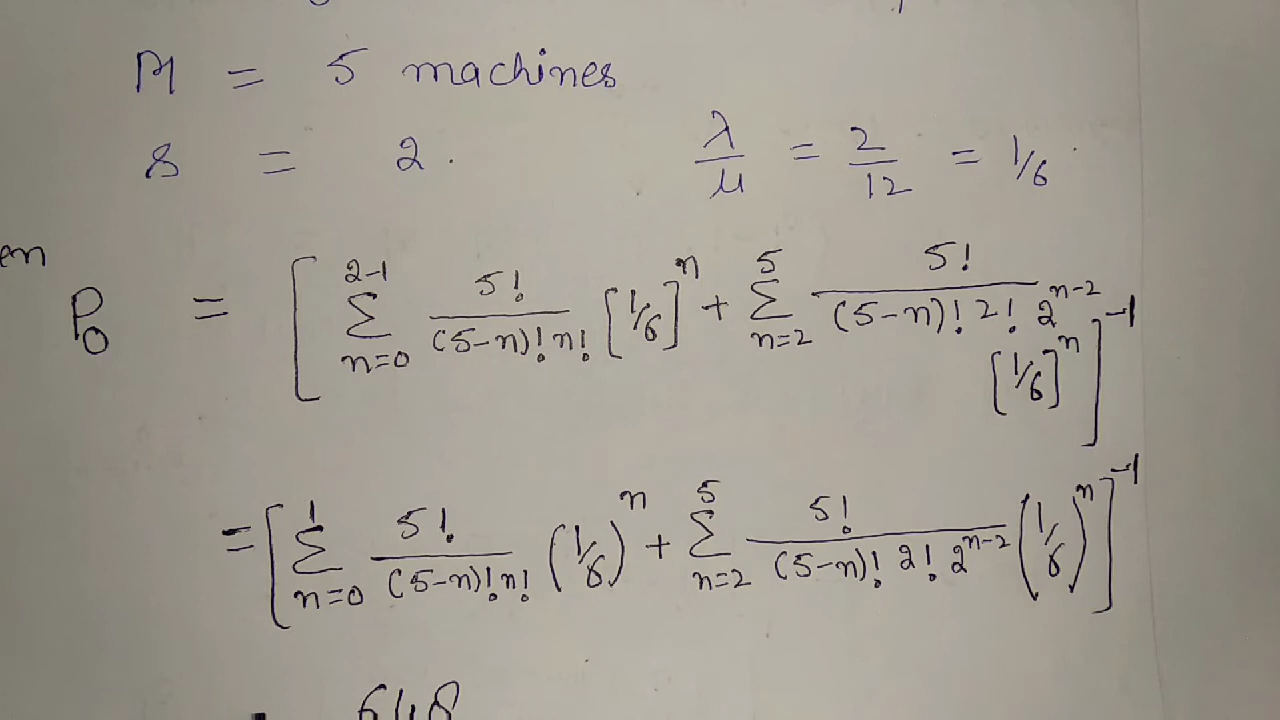 M = 5 machines
s = 2. λ/μ = 2/12 = 1/6
en
P₀ = [ Σ_{n=0}^{2-1} 5!/((5-n)! n!) [1/6]^n + Σ_{n=2}^{5} 5!/((5-n)! 2! 2^{n-2}) [1/6]^n ]^{-1}
= [ Σ_{n=0}^{1} 5!/((5-n)! n!) (1/6)^n + Σ_{n=2}^{5} 5!/((5-n)! 2! 2^{n-2}) (1/6)^n ]^{-1}
648